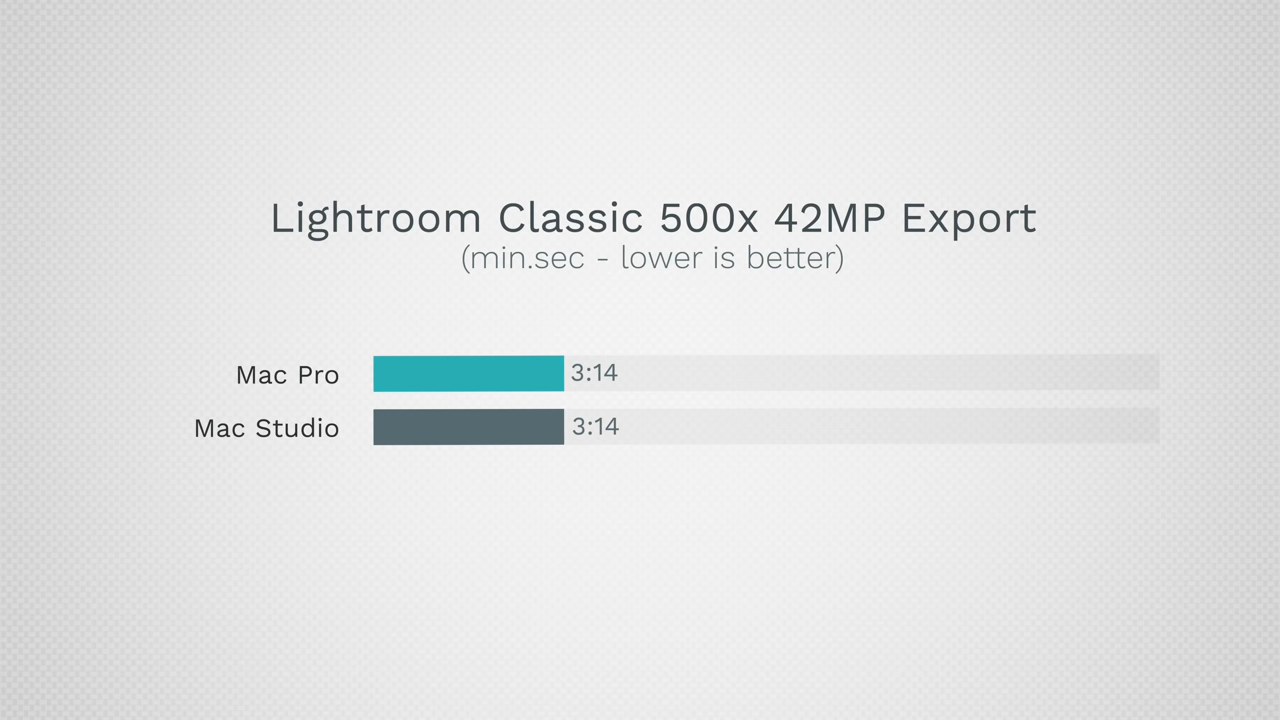 Lightroom Classic 500x 42MP Export
(min.sec - lower is better)
Mac Pro 3:14
Mac Studio 3:14